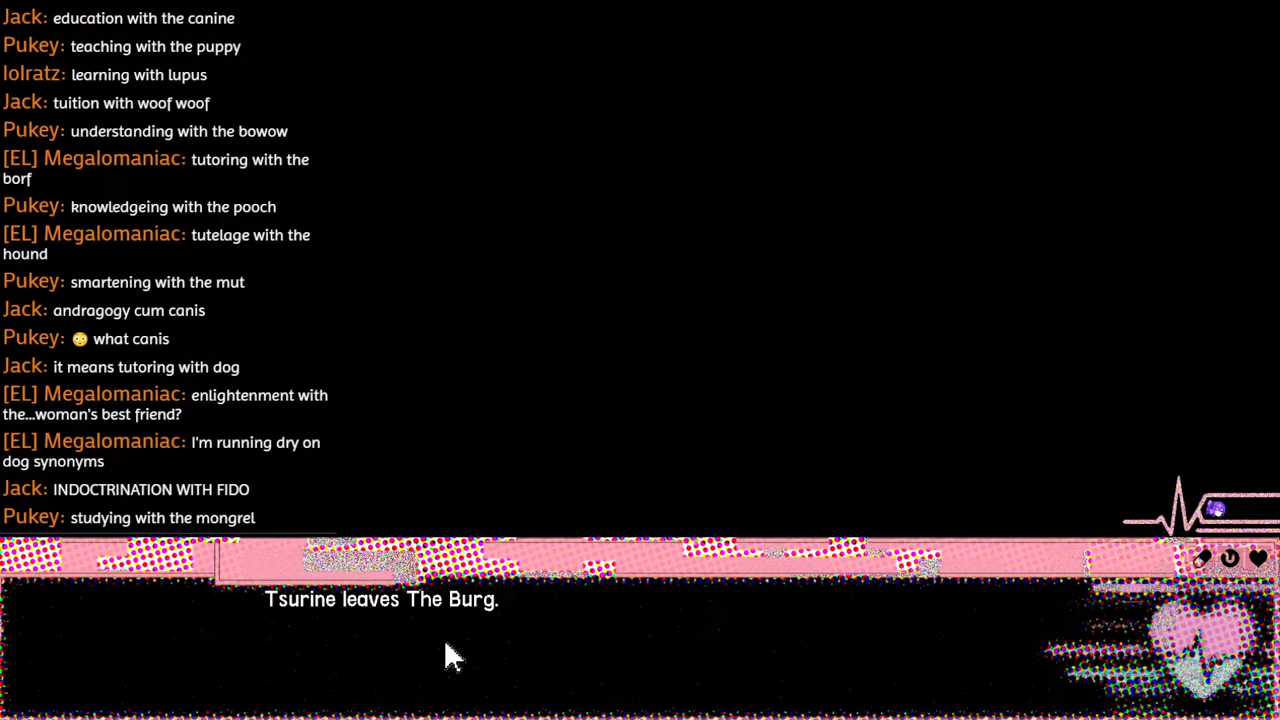 Jack: education with the canine
Pukey: teaching with the puppy
lolratz: learning with lupus
Jack: tuition with woof woof
Pukey: understanding with the bowow
[EL] Megalomaniac: tutoring with the
borf
Pukey: knowledgeing with the pooch
[EL] Megalomaniac: tutelage with the
hound
Pukey: smartening with the mut
Jack: andragogy cum canis
Pukey: 😳 what canis
Jack: it means tutoring with dog
[EL] Megalomaniac: enlightenment with
the...woman's best friend?
[EL] Megalomaniac: I'm running dry on
dog synonyms
Jack: INDOCTRINATION WITH FIDO
Pukey: studying with the mongrel
Tsurine leaves The Burg.